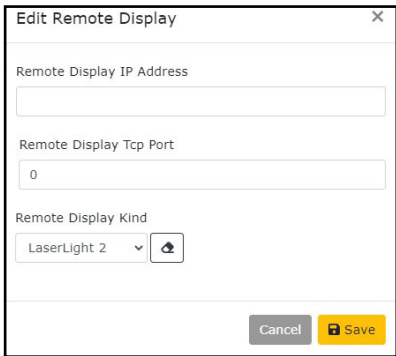 Edit Remote Display
Remote Display IP Address
Remote Display Tcp Port
0
Remote Display Kind
LaserLight 2
Cancel Save